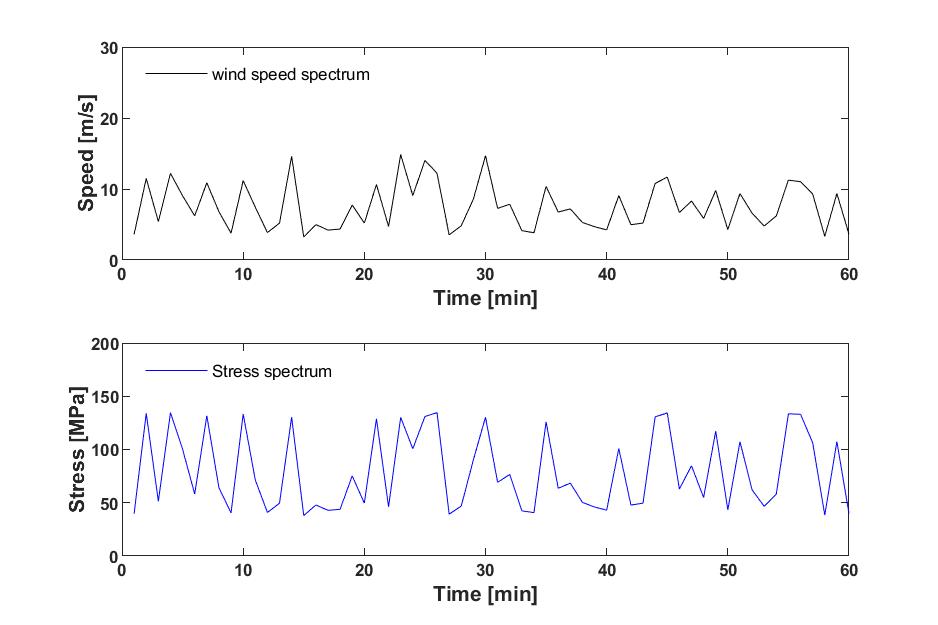 30
wind speed spectrum
20
Speed [m/s]
10
0
0 10 20 30 40 50 60
Time [min]
200
Stress spectrum
150
Stress [MPa]
100
50
0
0 10 20 30 40 50 60
Time [min]